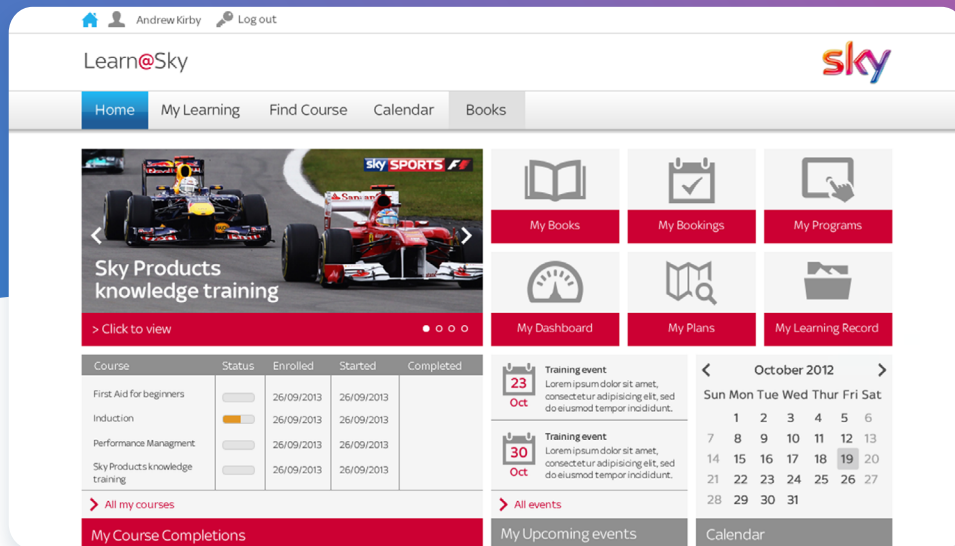 Andrew Kirby Log out
Learn@Sky
sky
Home My Learning Find Course Calendar Books
sky SPORTS F1
Santander
Sky Products
knowledge training
> Click to view
My Books My Bookings My Programs
My Dashboard My Plans My Learning Record
Course Status Enrolled Started Completed
First Aid for beginners 26/09/2013 26/09/2013
Induction 26/09/2013 26/09/2013
Performance Managment 26/09/2013 26/09/2013
Sky Products knowledge
training 26/09/2013 26/09/2013
All my courses
My Course Completions
23
Oct
Training event
Lorem ipsum dolor sit amet,
consectetur adipisicing elit, sed
do eiusmod tempor incididunt.
30
Oct
Training event
Lorem ipsum dolor sit amet,
consectetur adipisicing elit, sed
do eiusmod tempor incididunt.
All events
My Upcoming events
October 2012
Sun Mon Tue Wed Thur Fri Sat
1 2 3 4 5 6
7 8 9 10 11 12 13
14 15 16 17 18 19 20
21 22 23 24 25 26 27
28 29 30 31
Calendar